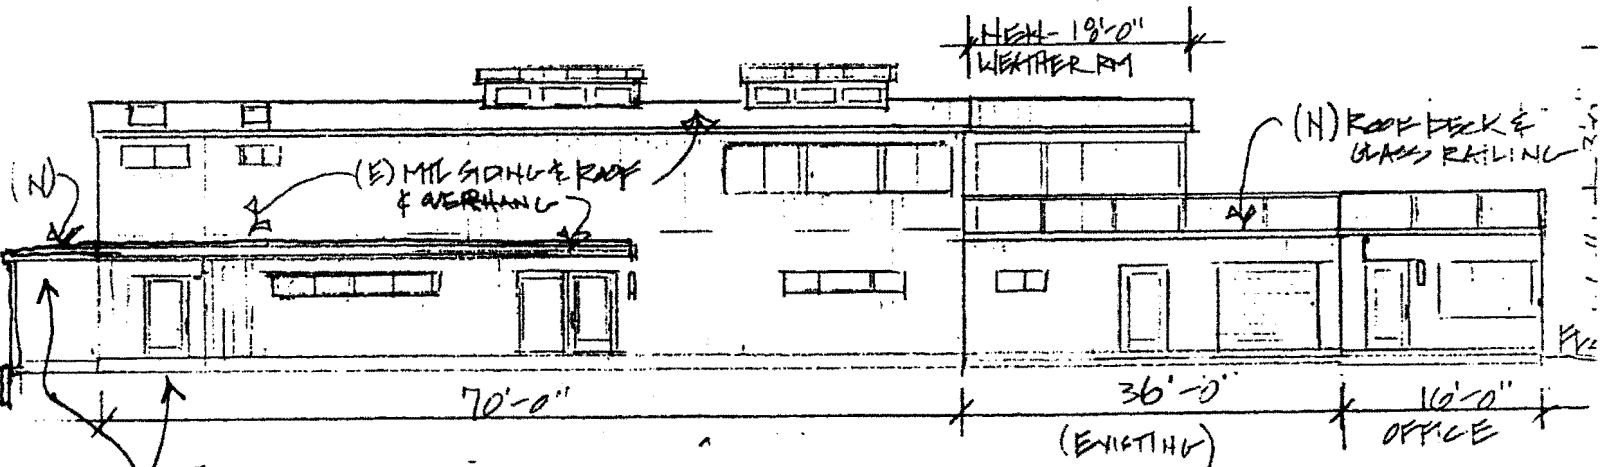 NEW- 18'-0"
WEATHER RM
(N) ROOF DECK &
GLASS RAILING
(N)
(E) MTL SIDING & ROOF
& OVERHANG
70'-0"
36'-0"
16'-0"
(EXISTING)
OFFICE